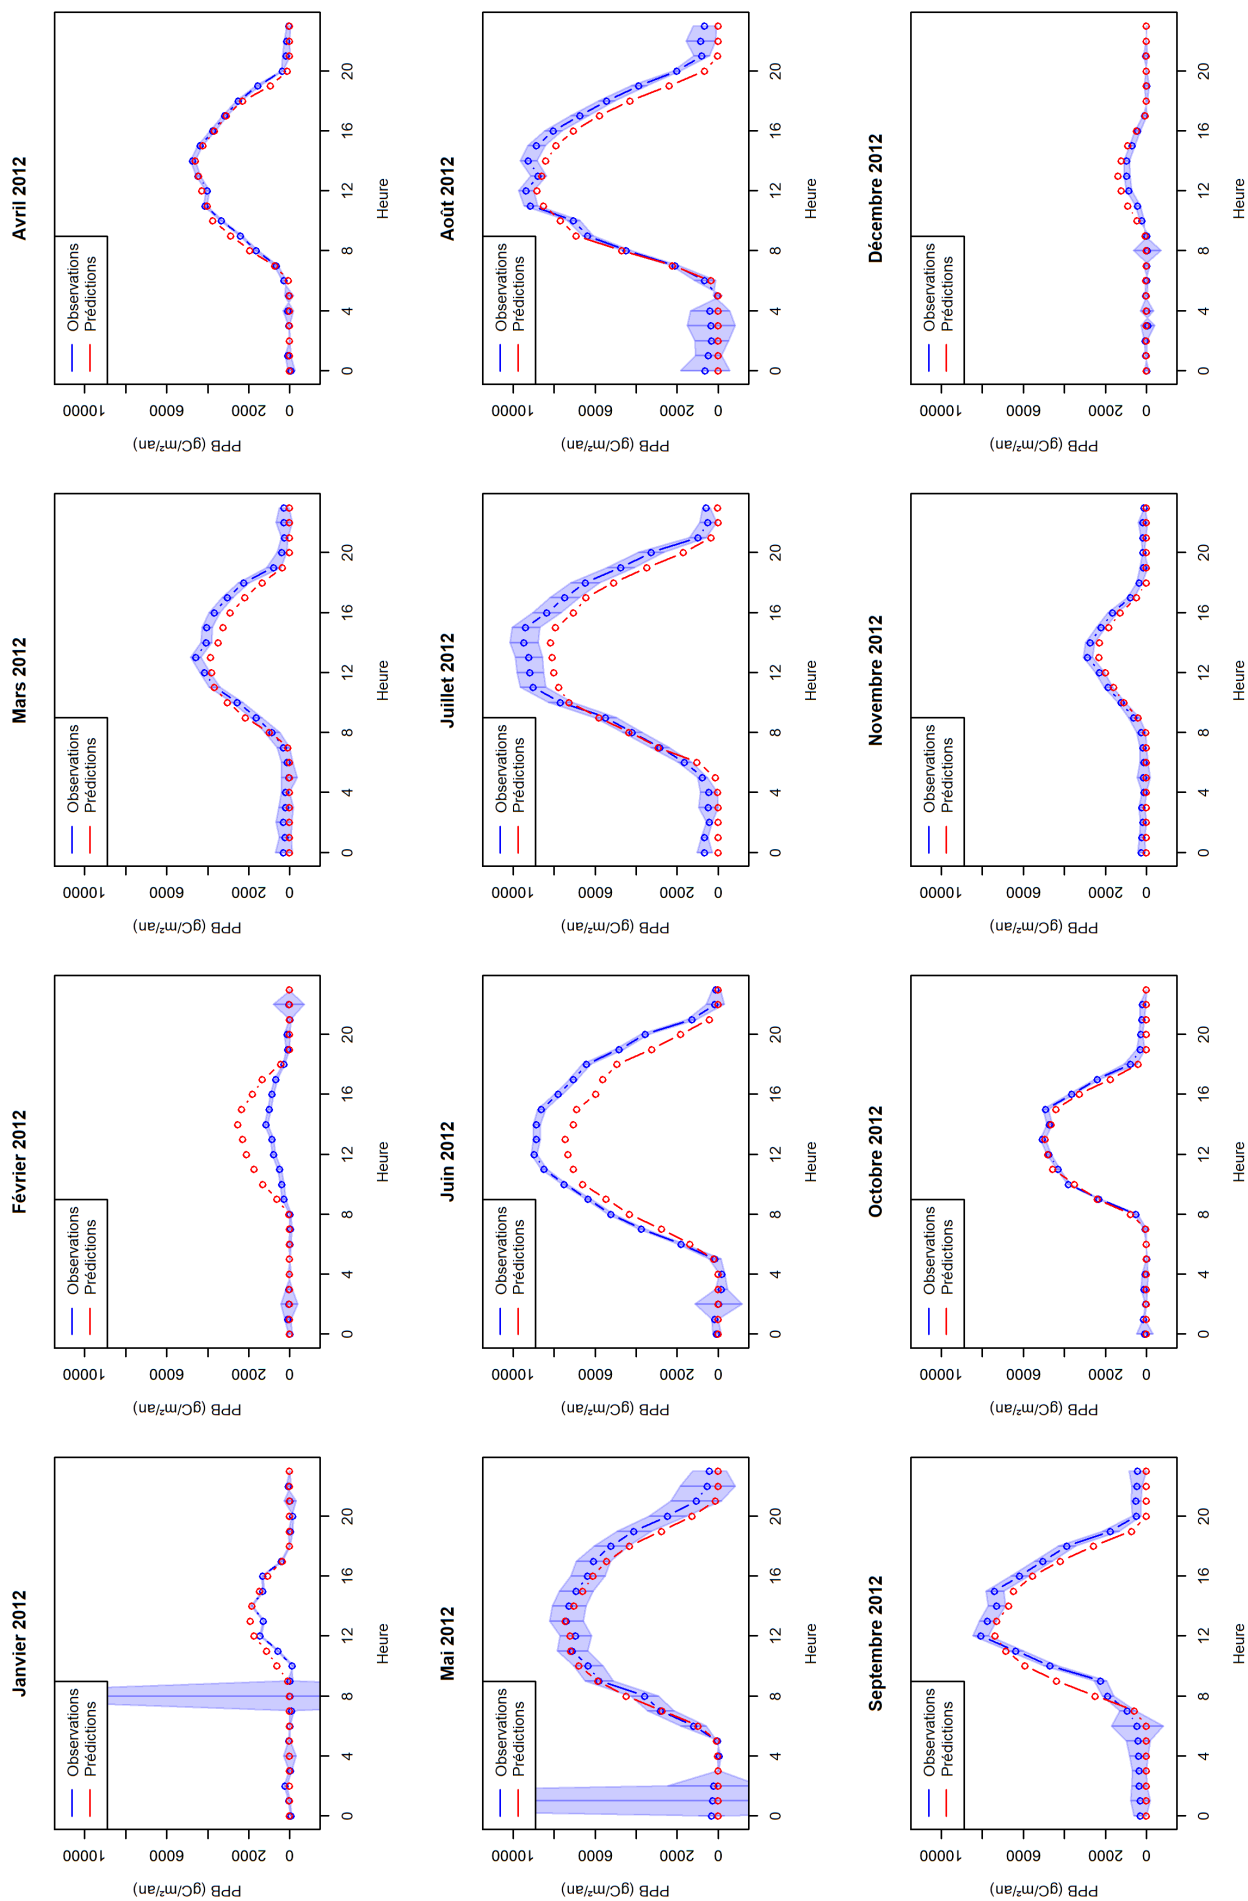 Janvier 2012
Observations
Prédictions
PPB (gC/m²/an)
10000
6000
2000
0
0 4 8 12 16 20
Heure
Février 2012
Observations
Prédictions
PPB (gC/m²/an)
10000
6000
2000
0
0 4 8 12 16 20
Heure
Mars 2012
Observations
Prédictions
PPB (gC/m²/an)
10000
6000
2000
0
0 4 8 12 16 20
Heure
Avril 2012
Observations
Prédictions
PPB (gC/m²/an)
10000
6000
2000
0
0 4 8 12 16 20
Heure
Mai 2012
Observations
Prédictions
PPB (gC/m²/an)
10000
6000
2000
0
0 4 8 12 16 20
Heure
Juin 2012
Observations
Prédictions
PPB (gC/m²/an)
10000
6000
2000
0
0 4 8 12 16 20
Heure
Juillet 2012
Observations
Prédictions
PPB (gC/m²/an)
10000
6000
2000
0
0 4 8 12 16 20
Heure
Août 2012
Observations
Prédictions
PPB (gC/m²/an)
10000
6000
2000
0
0 4 8 12 16 20
Heure
Septembre 2012
Observations
Prédictions
PPB (gC/m²/an)
10000
6000
2000
0
0 4 8 12 16 20
Heure
Octobre 2012
Observations
Prédictions
PPB (gC/m²/an)
10000
6000
2000
0
0 4 8 12 16 20
Heure
Novembre 2012
Observations
Prédictions
PPB (gC/m²/an)
10000
6000
2000
0
0 4 8 12 16 20
Heure
Décembre 2012
Observations
Prédictions
PPB (gC/m²/an)
10000
6000
2000
0
0 4 8 12 16 20
Heure